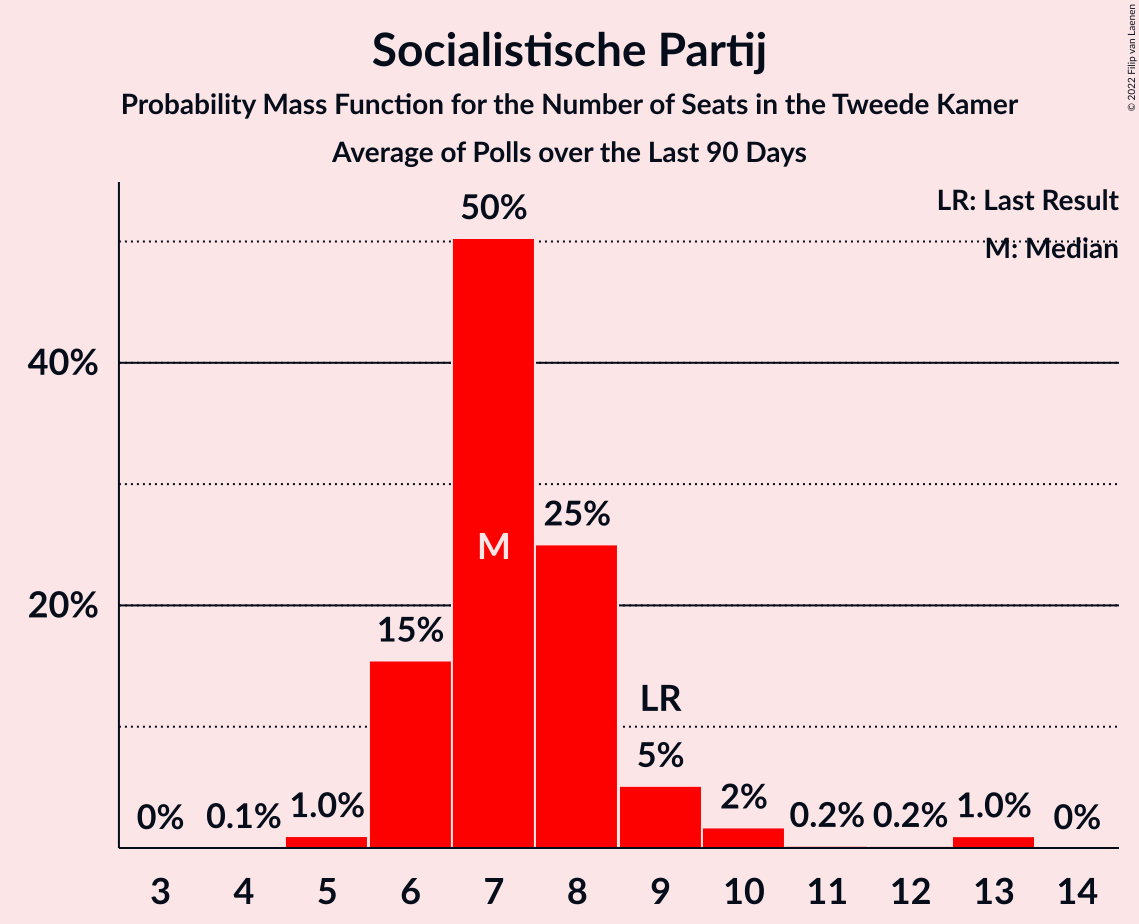 Socialistische Partij
Probability Mass Function for the Number of Seats in the Tweede Kamer
Average of Polls over the Last 90 Days
© 2022 Filip van Laenen
LR: Last Result
M: Median
50%
40%
25%
M
20%
15%
LR
5%
0% 0.1% 1.0% 2% 0.2% 0.2% 1.0% 0%
3 4 5 6 7 8 9 10 11 12 13 14